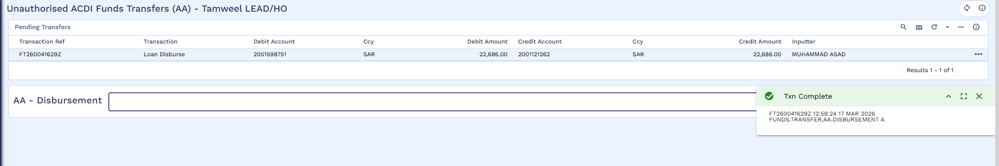 Unauthorised ACDI Funds Transfers (AA) - Tamweel LEAD/HO
Pending Transfers
Transaction Ref Transaction Debit Account Ccy Debit Amount Credit Account Ccy Credit Amount Inputter
FT260041629Z Loan Disburse 2001598751 SAR 22,686.00 2001121262 SAR 22,686.00 MUHAMMAD ASAD
Results 1 - 1 of 1
AA - Disbursement
Txn Complete
FT260041629Z 12:58:24 17 MAR 2026
FUNDS.TRANSFER,AA.DISBURSEMENT A